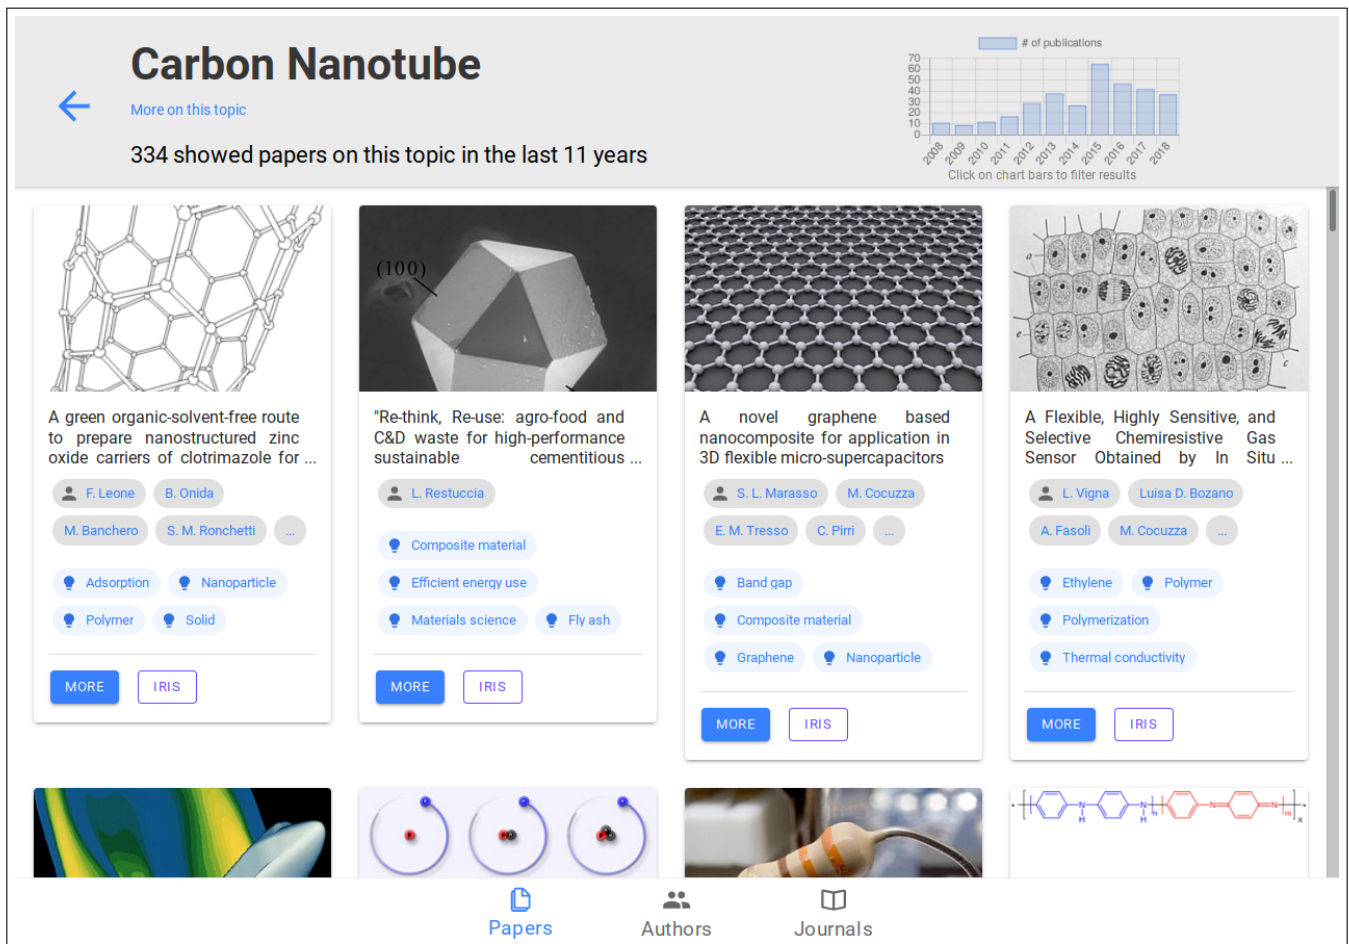 Carbon Nanotube
More on this topic
334 showed papers on this topic in the last 11 years
# of publications
70
60
50
40
30
20
10
0
2008 2009 2010 2011 2012 2013 2014 2015 2016 2017 2018
Click on chart bars to filter results
A green organic-solvent-free route
to prepare nanostructured zinc
oxide carriers of clotrimazole for ...
F. Leone B. Onida
M. Banchero S. M. Ronchetti ...
Adsorption Nanoparticle
Polymer Solid
MORE IRIS
(100)
"Re-think, Re-use: agro-food and
C&D waste for high-performance
sustainable cementitious ...
L. Restuccia
Composite material
Efficient energy use
Materials science Fly ash
MORE IRIS
A novel graphene based
nanocomposite for application in
3D flexible micro-supercapacitors
S. L. Marasso M. Cocuzza
E. M. Tresso C. Pirri ...
Band gap
Composite material
Graphene Nanoparticle
MORE IRIS
a
e
c
A Flexible, Highly Sensitive, and
Selective Chemiresistive Gas
Sensor Obtained by In Situ ...
L. Vigna Luisa D. Bozano
A. Fasoli M. Cocuzza ...
Ethylene Polymer
Polymerization
Thermal conductivity
MORE IRIS
N N N N
H H n m x
Papers Authors Journals